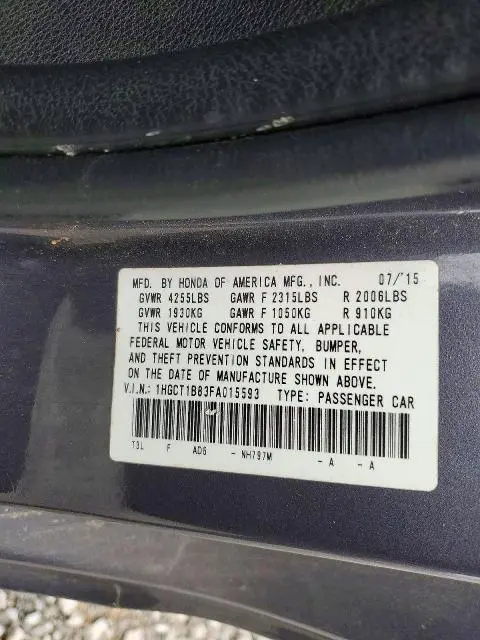 MFD. BY HONDA OF AMERICA MFG., INC. 07/'15
GVWR 4255LBS GAWR F 2315LBS R 2006LBS
GVWR 1930KG GAWR F 1050KG R 910KG
THIS VEHICLE CONFORMS TO ALL APPLICABLE
FEDERAL MOTOR VEHICLE SAFETY, BUMPER,
AND THEFT PREVENTION STANDARDS IN EFFECT
ON THE DATE OF MANUFACTURE SHOWN ABOVE.
V.I.N.: 1HGCT1B83FA015593 TYPE: PASSENGER CAR
T3L F AD6 - NH797M - A - A